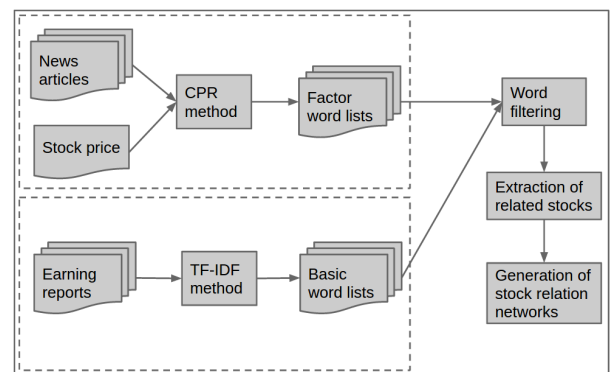 News
articles
Stock price
CPR
method
Factor
word lists
Word
filtering
Extraction of
related stocks
Earning
reports
TF-IDF
method
Basic
word lists
Generation of
stock relation
networks